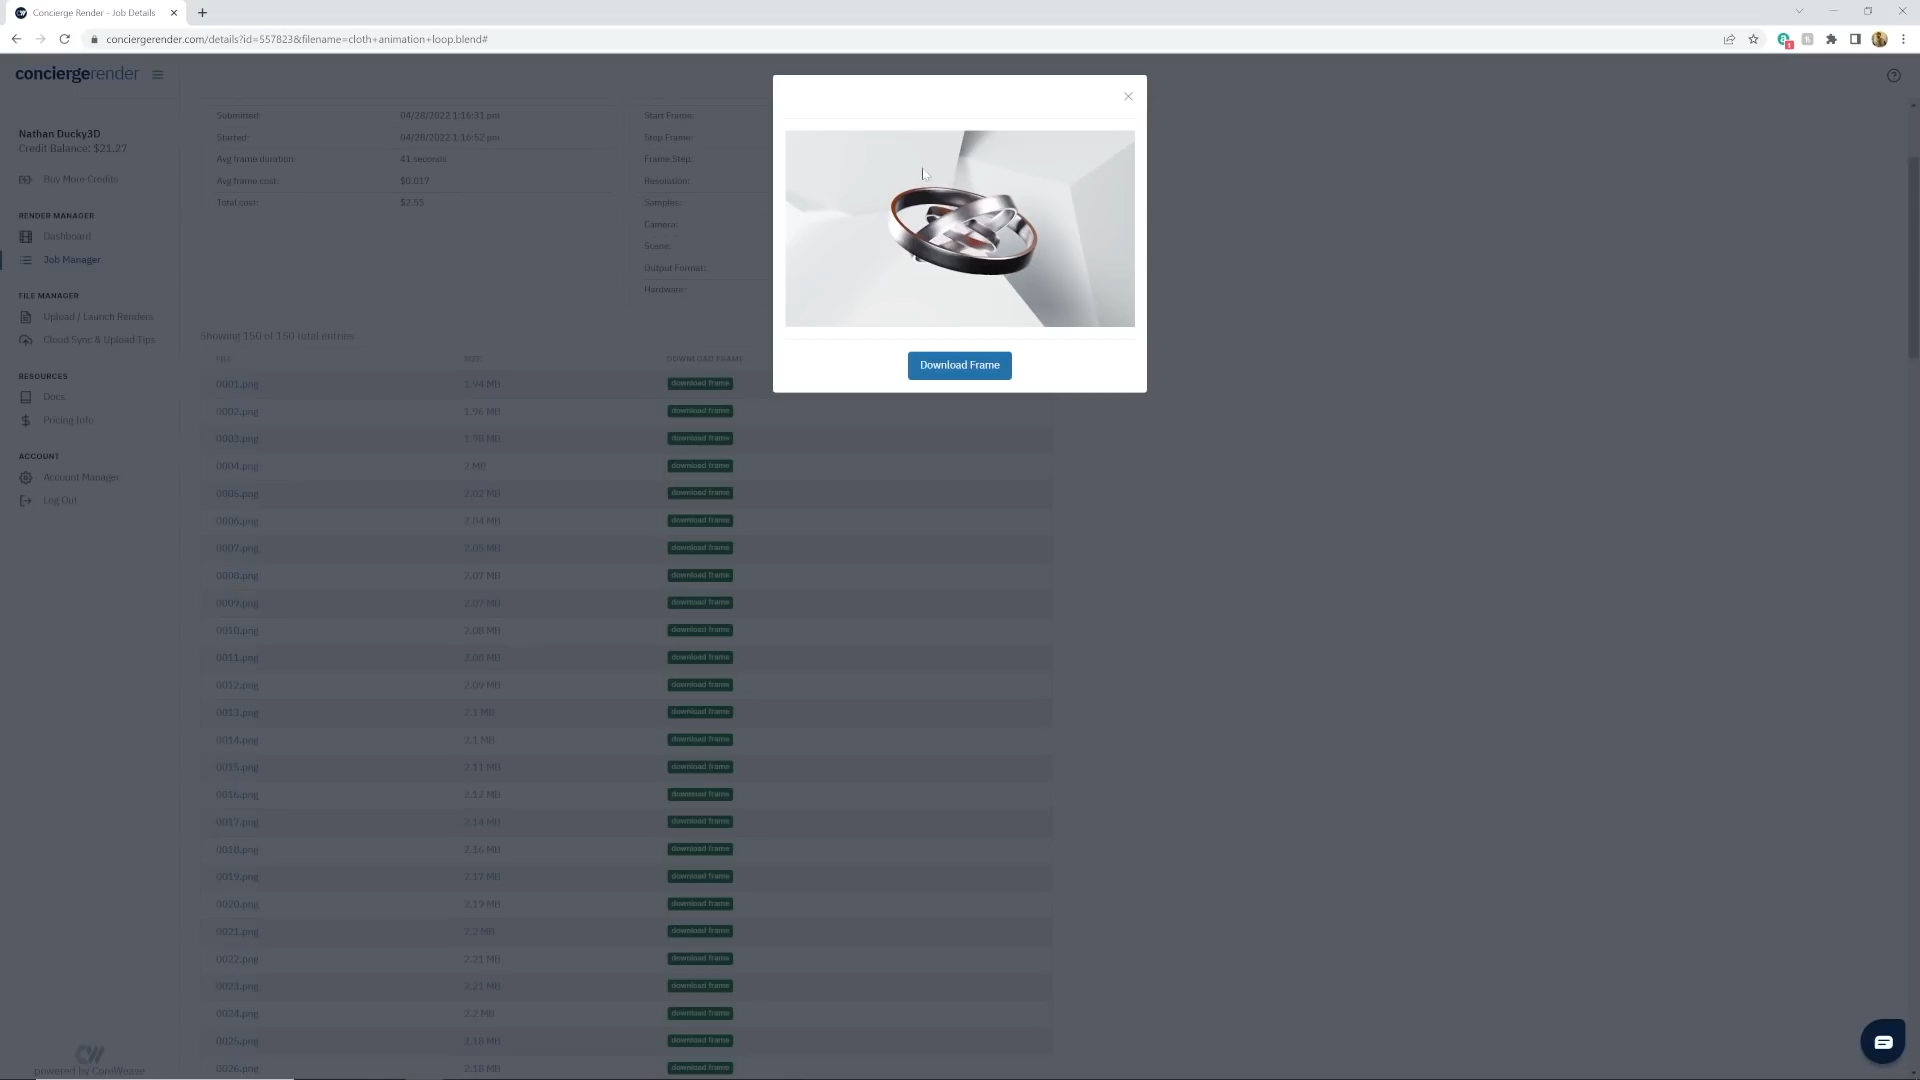 Concierge Render - Job Details
conciergerender.com/details?id=557823&filename=cloth+animation+loop.blend#
conciergerender
Nathan Ducky3D
Credit Balance: $21.27
Buy More Credits
RENDER MANAGER
Dashboard
Job Manager
FILE MANAGER
Upload / Launch Renders
Cloud Sync & Upload Tips
RESOURCES
Docs
Pricing Info
ACCOUNT
Account Manager
Log Out
powered by CoreWeave
Submitted: 04/28/2022 1:16:31 pm
Started: 04/28/2022 1:16:52 pm
Avg frame duration: 41 seconds
Avg frame cost: $0.017
Total cost: $2.55
Start Frame:
Stop Frame:
Frame Step:
Resolution:
Samples:
Camera:
Scene:
Output Format:
Hardware:
Download Frame
Showing 150 of 150 total entries
FILE SIZE DOWNLOAD FRAME
0001.png 1.94 MB download frame
0002.png 1.96 MB download frame
0003.png 1.98 MB download frame
0004.png 2 MB download frame
0005.png 2.02 MB download frame
0006.png 2.04 MB download frame
0007.png 2.05 MB download frame
0008.png 2.07 MB download frame
0009.png 2.07 MB download frame
0010.png 2.08 MB download frame
0011.png 2.08 MB download frame
0012.png 2.09 MB download frame
0013.png 2.1 MB download frame
0014.png 2.1 MB download frame
0015.png 2.11 MB download frame
0016.png 2.12 MB download frame
0017.png 2.14 MB download frame
0018.png 2.16 MB download frame
0019.png 2.17 MB download frame
0020.png 2.19 MB download frame
0021.png 2.2 MB download frame
0022.png 2.21 MB download frame
0023.png 2.21 MB download frame
0024.png 2.2 MB download frame
0025.png 2.18 MB download frame
0026.png 2.18 MB download frame